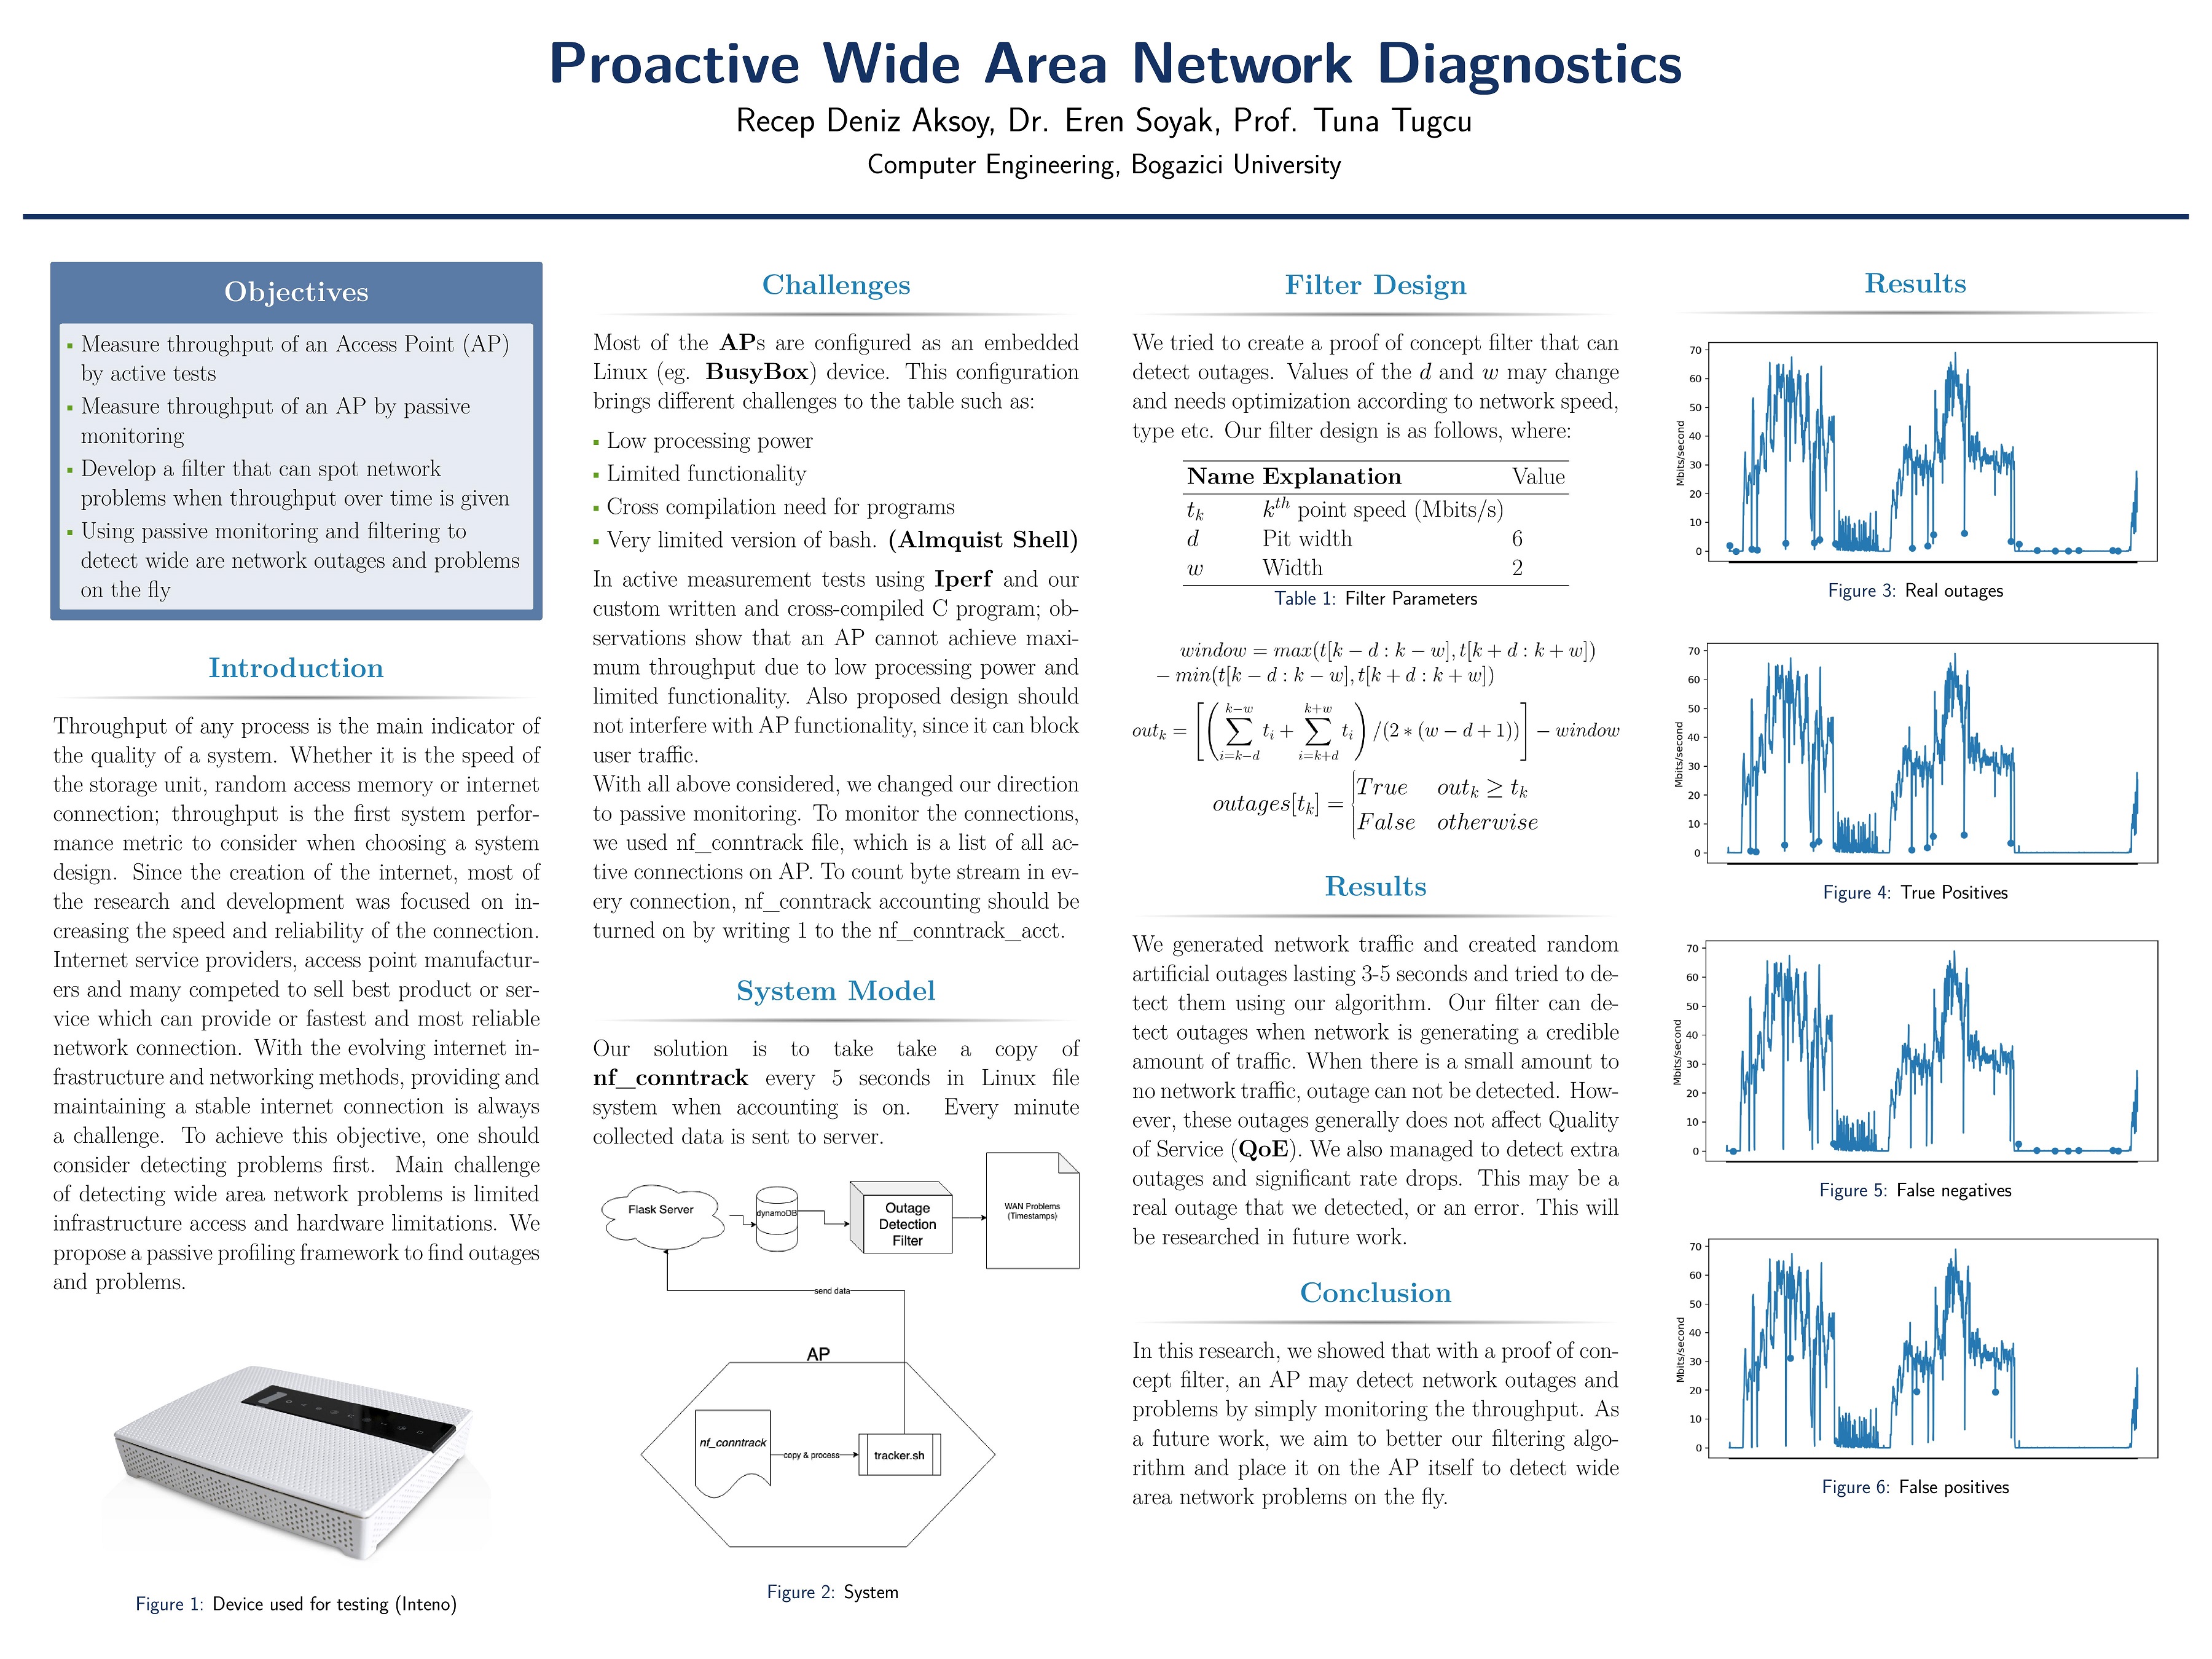 Proactive Wide Area Network Diagnostics
Recep Deniz Aksoy, Dr. Eren Soyak, Prof. Tuna Tugcu
Computer Engineering, Bogazici University
Objectives
▪ Measure throughput of an Access Point (AP)
by active tests
▪ Measure throughput of an AP by passive
monitoring
▪ Develop a filter that can spot network
problems when throughput over time is given
▪ Using passive monitoring and filtering to
detect wide are network outages and problems
on the fly
Introduction
Throughput of any process is the main indicator of
the quality of a system. Whether it is the speed of
the storage unit, random access memory or internet
connection; throughput is the first system perfor-
mance metric to consider when choosing a system
design. Since the creation of the internet, most of
the research and development was focused on in-
creasing the speed and reliability of the connection.
Internet service providers, access point manufactur-
ers and many competed to sell best product or ser-
vice which can provide or fastest and most reliable
network connection. With the evolving internet in-
frastructure and networking methods, providing and
maintaining a stable internet connection is always
a challenge. To achieve this objective, one should
consider detecting problems first. Main challenge
of detecting wide area network problems is limited
infrastructure access and hardware limitations. We
propose a passive profiling framework to find outages
and problems.
Figure 1: Device used for testing (Inteno)
Challenges
Most of the APs are configured as an embedded
Linux (eg. BusyBox) device. This configuration
brings different challenges to the table such as:
▪ Low processing power
▪ Limited functionality
▪ Cross compilation need for programs
▪ Very limited version of bash. (Almquist Shell)
In active measurement tests using Iperf and our
custom written and cross-compiled C program; ob-
servations show that an AP cannot achieve maxi-
mum throughput due to low processing power and
limited functionality. Also proposed design should
not interfere with AP functionality, since it can block
user traffic.
With all above considered, we changed our direction
to passive monitoring. To monitor the connections,
we used nf_conntrack file, which is a list of all ac-
tive connections on AP. To count byte stream in ev-
ery connection, nf_conntrack accounting should be
turned on by writing 1 to the nf_conntrack_acct.
System Model
Our solution is to take take a copy of
nf_conntrack every 5 seconds in Linux file
system when accounting is on. Every minute
collected data is sent to server.
Flask Server
dynamoDB
Outage
Detection
Filter
WAN Problems
(Timestamps)
send data
AP
nf_conntrack
copy & process
tracker.sh
Figure 2: System
Filter Design
We tried to create a proof of concept filter that can
detect outages. Values of the d and w may change
and needs optimization according to network speed,
type etc. Our filter design is as follows, where:
Name Explanation Value
t_k k^th point speed (Mbits/s)
d Pit width 6
w Width 2
Table 1: Filter Parameters
window = max(t[k − d : k − w], t[k + d : k + w])
− min(t[k − d : k − w], t[k + d : k + w])
out_k = [(∑_{i=k−d}^{k−w} t_i + ∑_{i=k+d}^{k+w} t_i) /(2 ∗ (w − d + 1))] − window
outages[t_k] = { True out_k ≥ t_k
False otherwise
Results
We generated network traffic and created random
artificial outages lasting 3-5 seconds and tried to de-
tect them using our algorithm. Our filter can de-
tect outages when network is generating a credible
amount of traffic. When there is a small amount to
no network traffic, outage can not be detected. How-
ever, these outages generally does not affect Quality
of Service (QoE). We also managed to detect extra
outages and significant rate drops. This may be a
real outage that we detected, or an error. This will
be researched in future work.
Conclusion
In this research, we showed that with a proof of con-
cept filter, an AP may detect network outages and
problems by simply monitoring the throughput. As
a future work, we aim to better our filtering algo-
rithm and place it on the AP itself to detect wide
area network problems on the fly.
Results
Mbits/second
70
60
50
40
30
20
10
0
Figure 3: Real outages
Mbits/second
70
60
50
40
30
20
10
0
Figure 4: True Positives
Mbits/second
70
60
50
40
30
20
10
0
Figure 5: False negatives
Mbits/second
70
60
50
40
30
20
10
0
Figure 6: False positives